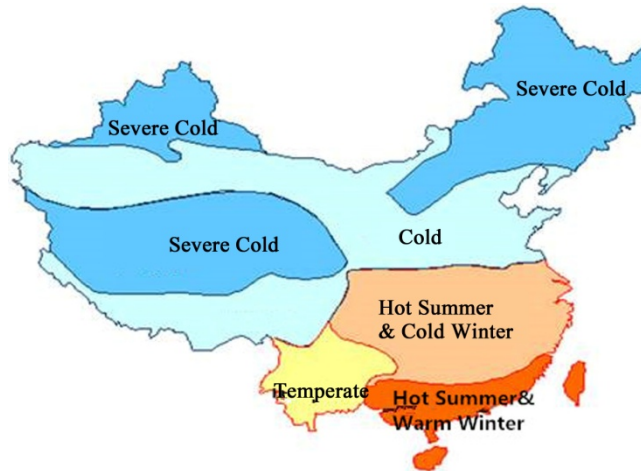 Severe Cold
Severe Cold
Severe Cold
Cold
Hot Summer
& Cold Winter
Temperate
Hot Summer&
Warm Winter